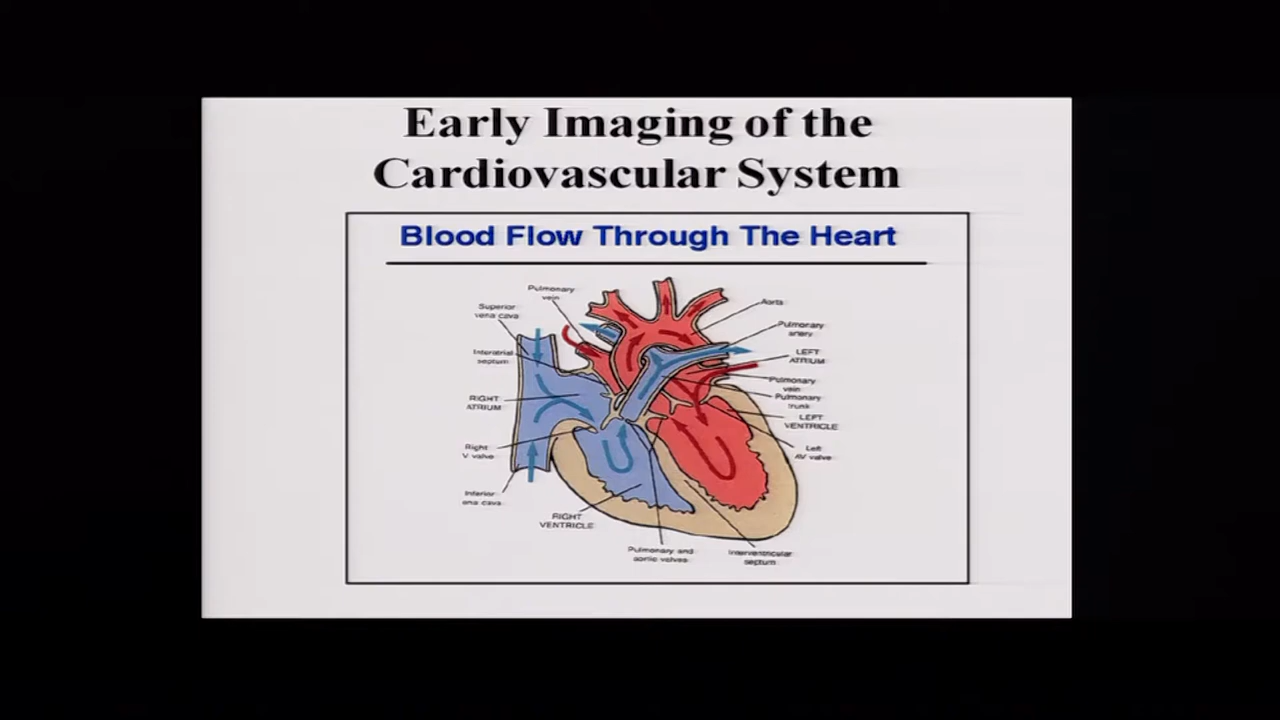 Early Imaging of the
Cardiovascular System
Blood Flow Through The Heart
Pulmonary
vein
Superior
vena cava
Interatrial
septum
RIGHT
ATRIUM
Right
V valve
Inferior
ena cava
RIGHT
VENTRICLE
Pulmonary and
aortic valves
Interventricular
septum
Aorta
Pulmonary
artery
LEFT
ATRIUM
Pulmonary
vein
Pulmonary
trunk
LEFT
VENTRICLE
Left
AV valve